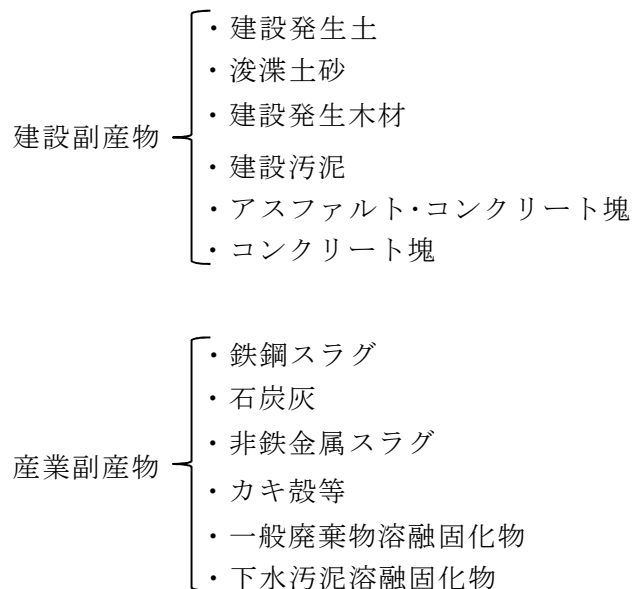 建設副産物
・建設発生土
・浚渫土砂
・建設発生木材
・建設汚泥
・アスファルト・コンクリート塊
・コンクリート塊
産業副産物
・鉄鋼スラグ
・石炭灰
・非鉄金属スラグ
・カキ殻等
・一般廃棄物溶融固化物
・下水汚泥溶融固化物